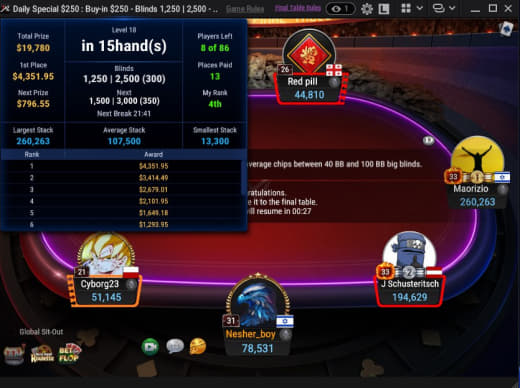 Daily Special $250 : Buy-in $250 - Blinds 1,250 | 2,500 - ..
Game Rules
Final Table Rules
1
Total Prize
$19,780
Level 18
in 15hand(s)
Players Left
8 of 86
1st Place
$4,351.95
Blinds
1,250 | 2,500 (300)
Places Paid
13
Next Prize
$796.55
Next
1,500 | 3,000 (350)
Next Break 21:41
My Rank
4th
Largest Stack
260,263
Average Stack
107,500
Smallest Stack
13,300
Rank
Award
1
$4,351.95
2
$3,414.49
3
$2,679.01
4
$2,101.95
5
$1,649.18
6
$1,293.95
26
Red pill
44,810
verage chips between 40 BB and 100 BB big blinds.
ratulations.
e it to the final table.
ill resume in 00:27
33
Maorizio
260,263
21
Cyborg23
51,145
33
2
J Schusteritsch
194,629
31
Nesher_boy
78,531
Global Sit-Out
BET
FLOP